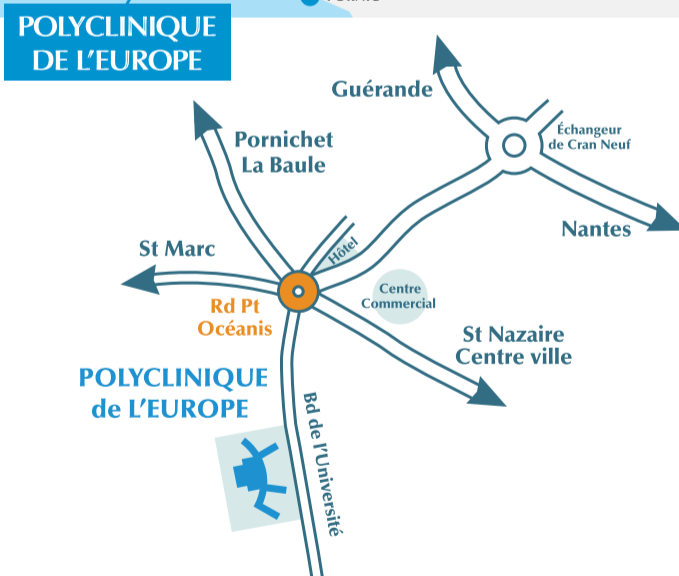 POLYCLINIQUE
DE L'EUROPE
Guérande
Échangeur
de Cran Neuf
Pornichet
La Baule
Nantes
Hôtel
St Marc
Centre
Commercial
Rd Pt
Océanis
St Nazaire
Centre ville
POLYCLINIQUE
de L'EUROPE
Bd de l'Université